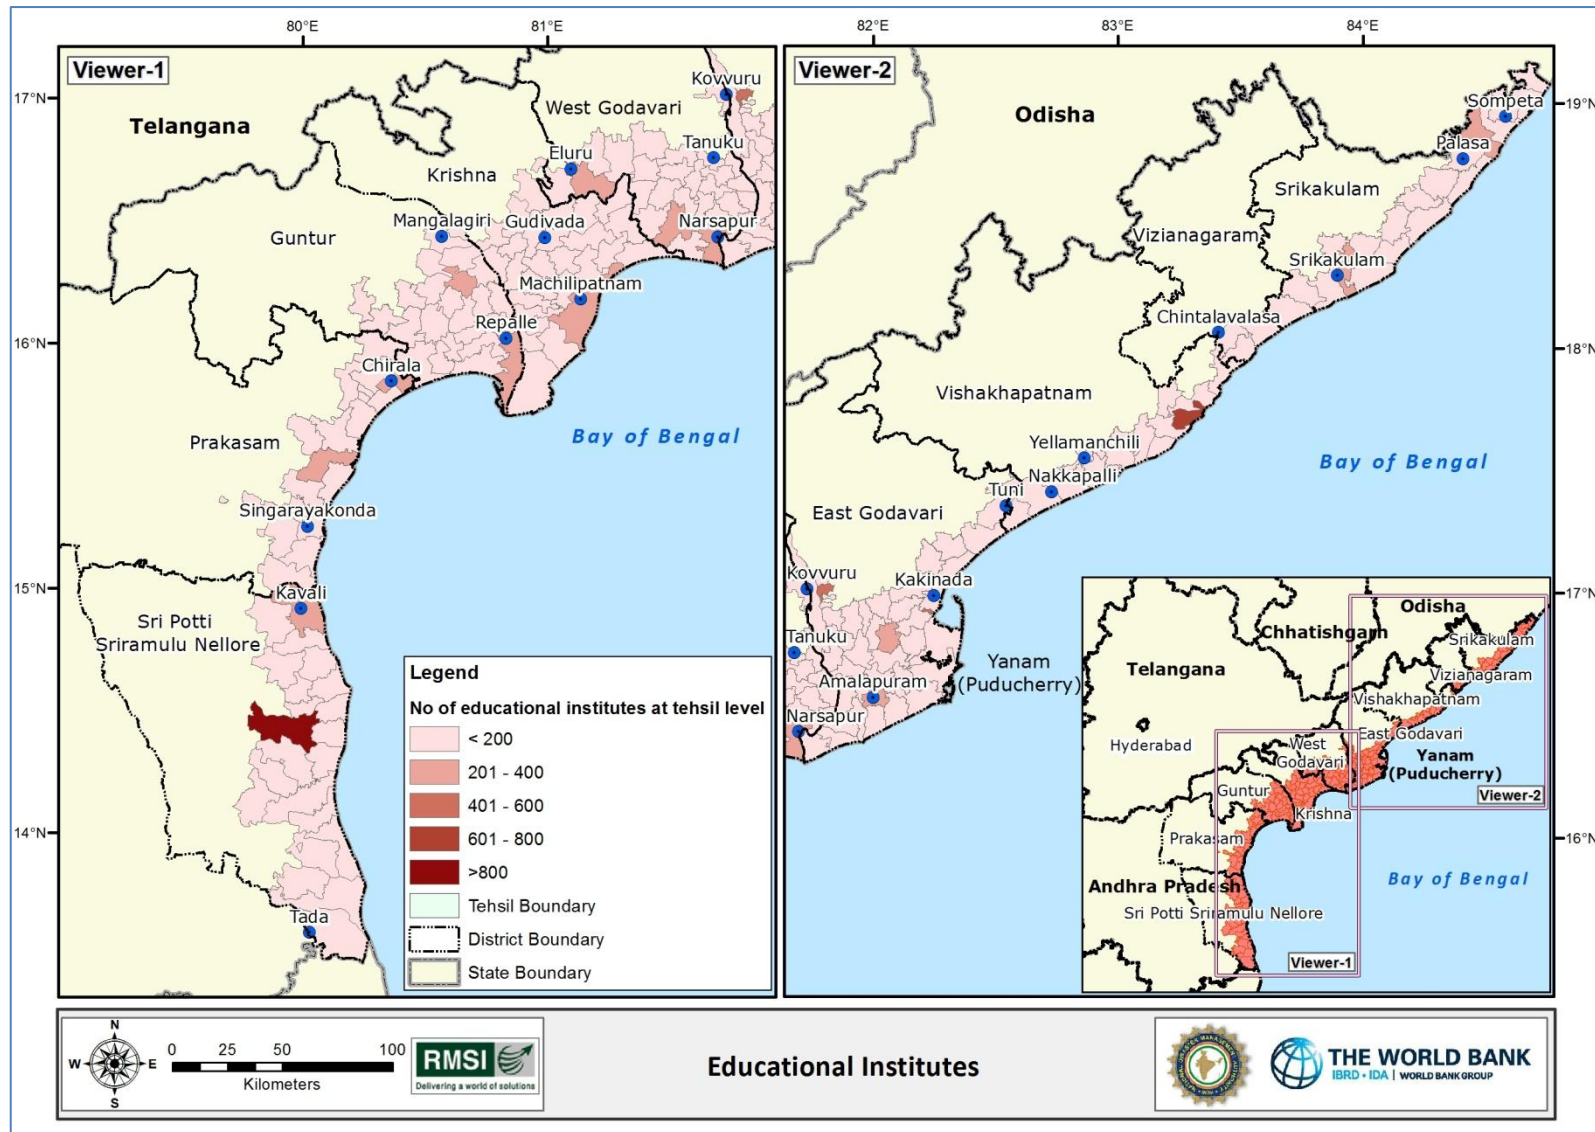 80°E
81°E
82°E
83°E
84°E
Viewer-1
17°N
16°N
15°N
14°N
Telangana
West Godavari
Kovvuru
Eluru
Tanuku
Krishna
Mangalagiri
Gudivada
Narsapur
Guntur
Machilipatnam
Repalle
Chirala
Prakasam
Bay of Bengal
Singarayakonda
Kavali
Sri Potti
Sriramulu Nellore
Tada
Legend
No of educational institutes at tehsil level
< 200
201 - 400
401 - 600
601 - 800
>800
Tehsil Boundary
District Boundary
State Boundary
Viewer-2
19°N
18°N
17°N
16°N
Odisha
Sompeta
Palasa
Srikakulam
Vizianagaram
Srikakulam
Chintalavalasa
Vishakhapatnam
Yellamanchili
Nakkapalli
Tuni
Bay of Bengal
East Godavari
Kovvuru
Kakinada
Tanuku
Yanam
(Puducherry)
Amalapuram
Narsapur
Odisha
Chhatishgarh
Srikakulam
Telangana
Vizianagaram
Vishakhapatnam
Hyderabad
West
Godavari
East Godavari
Yanam
(Puducherry)
Guntur
Viewer-2
Krishna
Prakasam
Andhra Pradesh
Bay of Bengal
Sri Potti Sriramulu Nellore
Viewer-1
N
W
E
S
0
25
50
100
Kilometers
RMSI
Delivering a world of solutions
Educational Institutes
THE WORLD BANK
IBRD • IDA | WORLD BANK GROUP